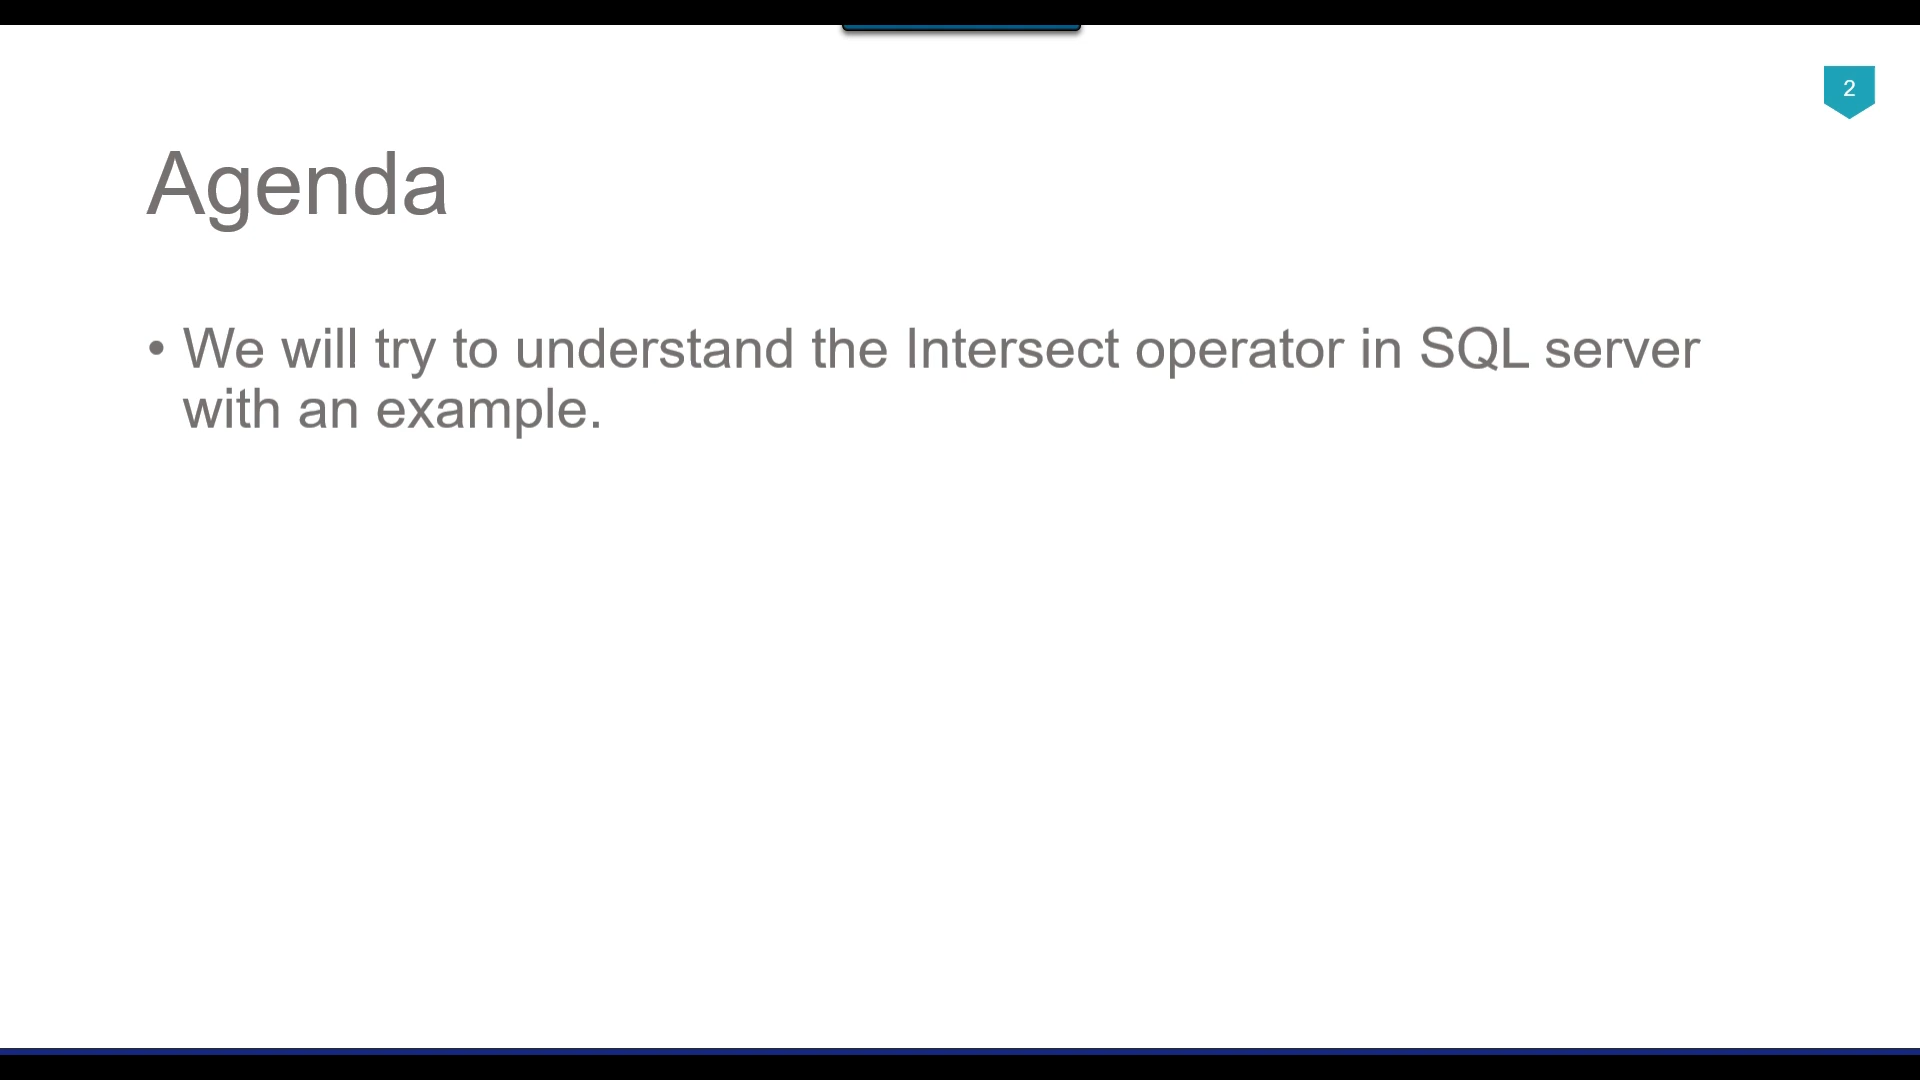 2
Agenda
• We will try to understand the Intersect operator in SQL server
with an example.